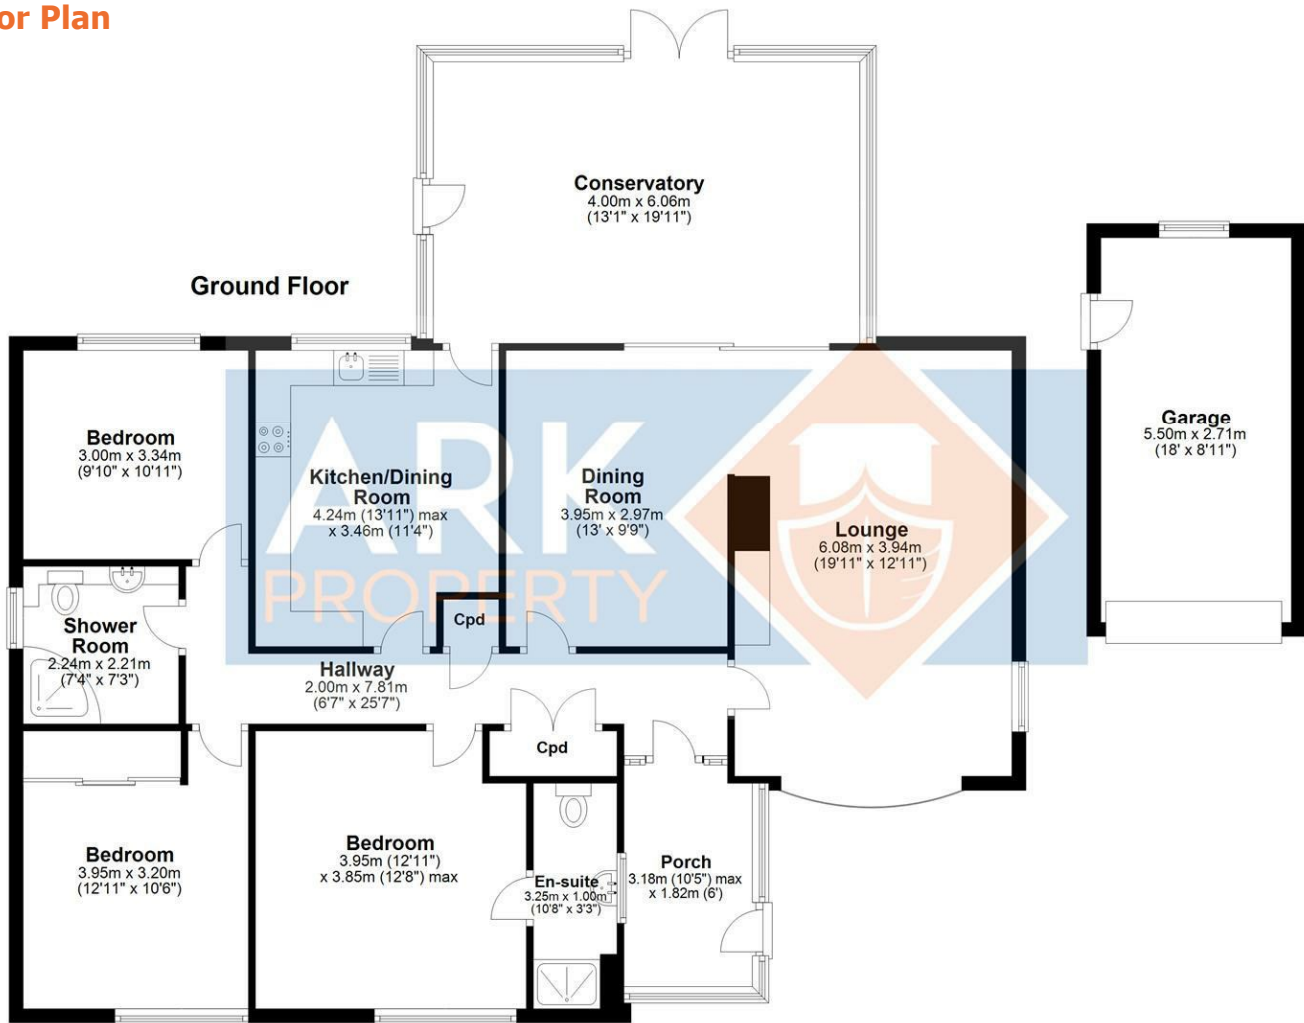 or Plan
Ground Floor
Conservatory
4.00m x 6.06m
(13'1" x 19'11")
Garage
5.50m x 2.71m
(18' x 8'11")
Bedroom
3.00m x 3.34m
(9'10" x 10'11")
Kitchen/Dining
Room
4.24m (13'11") max
x 3.46m (11'4")
Dining
Room
3.95m x 2.97m
(13' x 9'9")
Lounge
6.08m x 3.94m
(19'11" x 12'11")
ARK
PROPERTY
Shower
Room
2.24m x 2.21m
(7'4" x 7'3")
Cpd
Hallway
2.00m x 7.81m
(6'7" x 25'7")
Cpd
Bedroom
3.95m x 3.20m
(12'11" x 10'6")
Bedroom
3.95m (12'11")
x 3.85m (12'8") max
En-suite
3.25m x 1.00m
(10'8" x 3'3")
Porch
3.18m (10'5") max
x 1.82m (6')